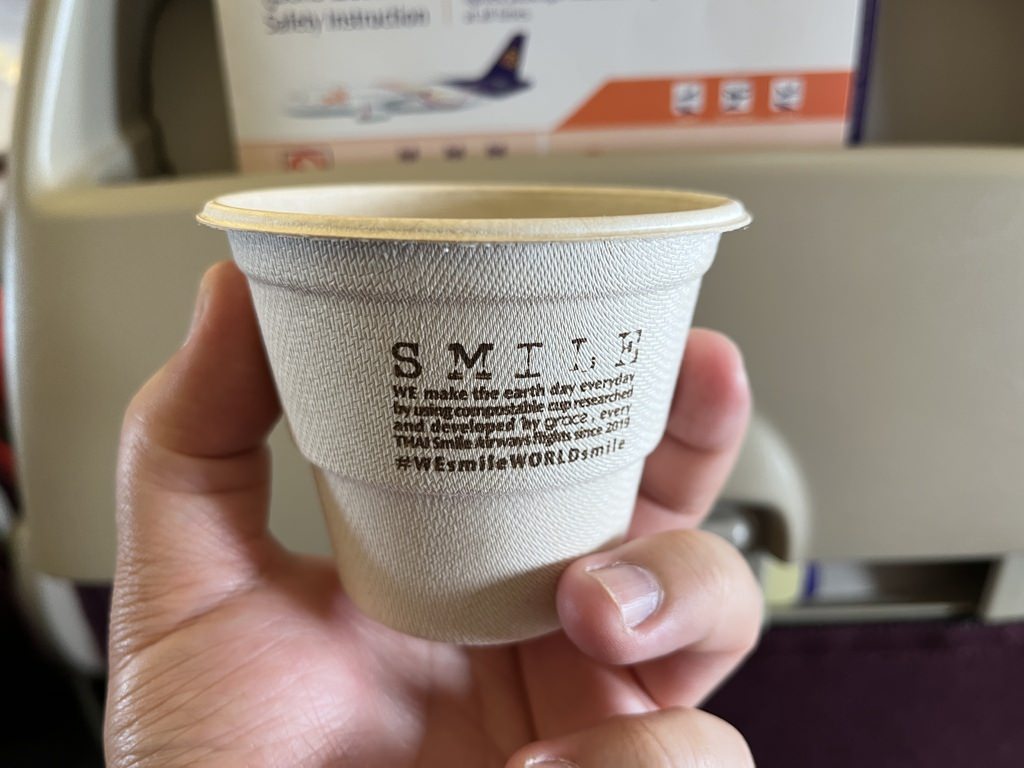 Safety Instruction
SMILE
WE make the earth day everyday
by using compostable cup researched
and developed by gracz, every
THAI Smile Airways flights since 2019
#WEsmileWORLDsmile